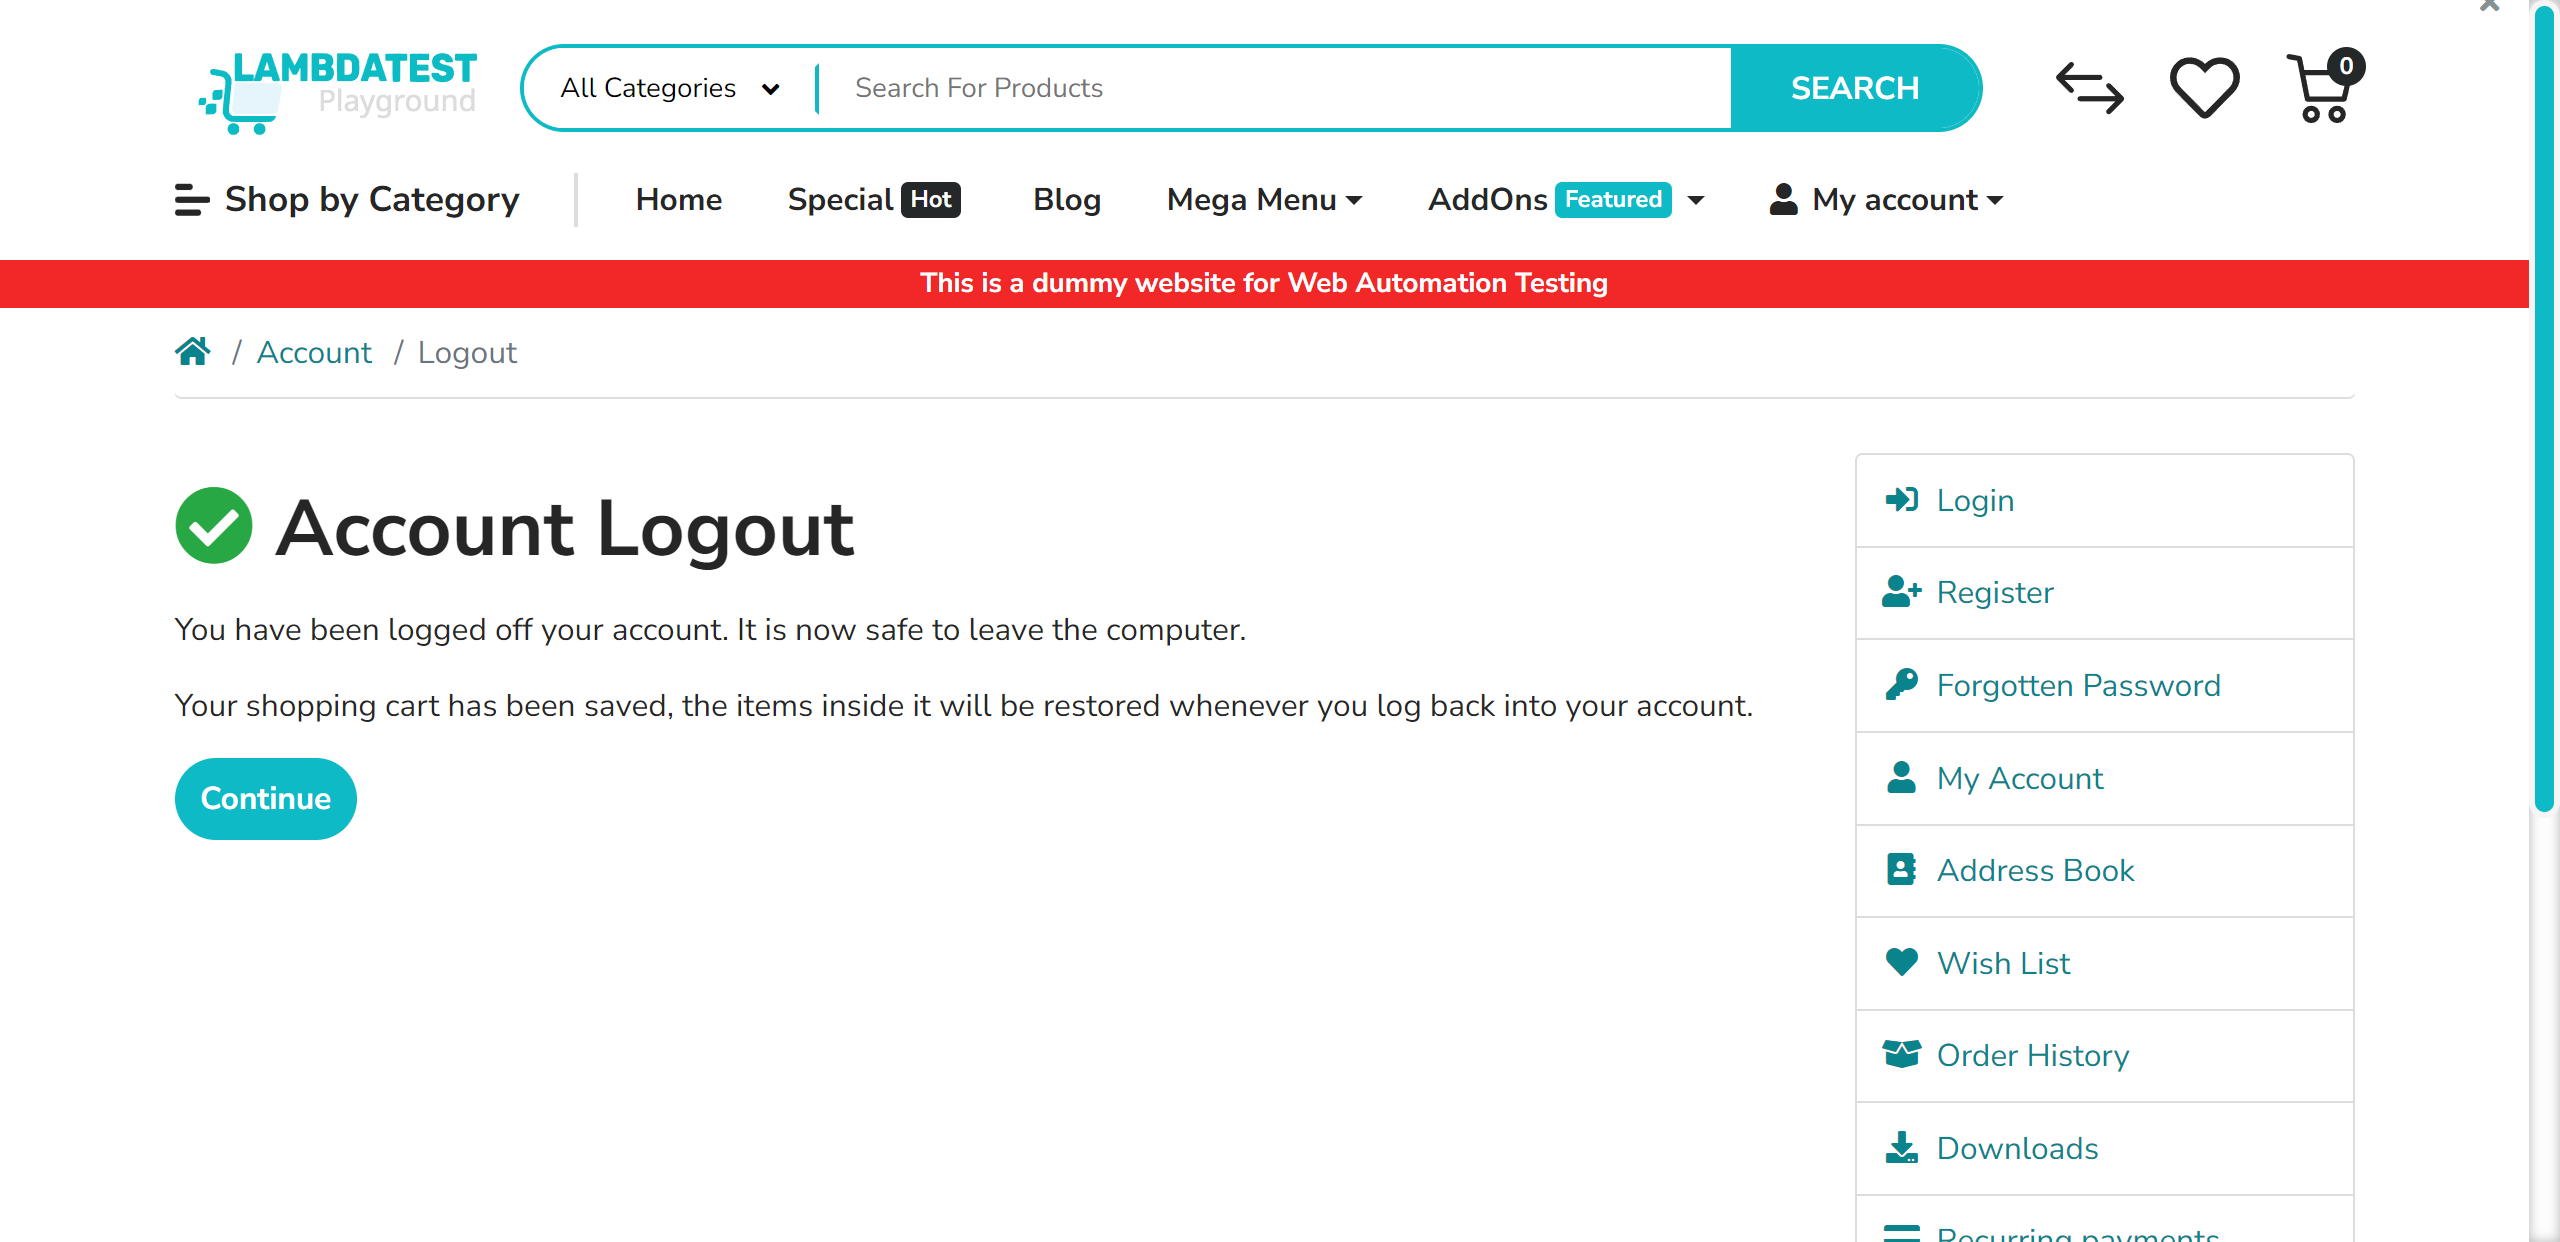 LAMBDATEST
Playground
All Categories
Search For Products
SEARCH
0
Shop by Category
Home
Special Hot
Blog
Mega Menu
AddOns Featured
My account
This is a dummy website for Web Automation Testing
/ Account / Logout
Account Logout
You have been logged off your account. It is now safe to leave the computer.
Your shopping cart has been saved, the items inside it will be restored whenever you log back into your account.
Continue
Login
Register
Forgotten Password
My Account
Address Book
Wish List
Order History
Downloads
Recurring payments